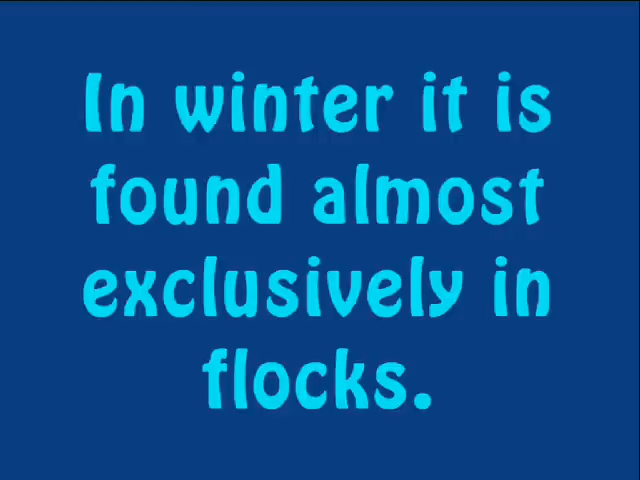 In winter it is
found almost
exclusively in
flocks.